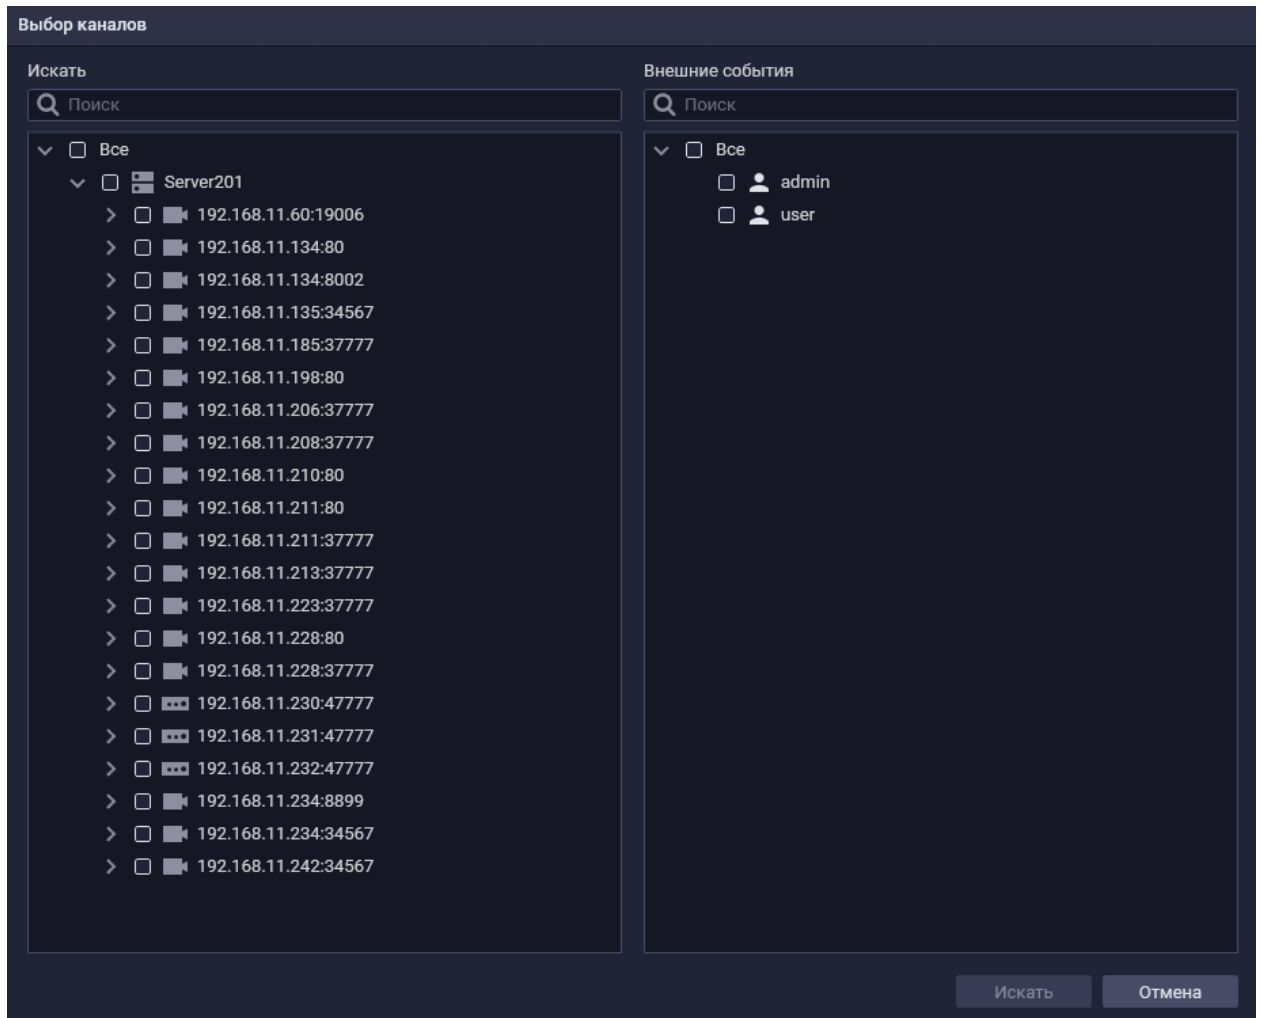 Выбор каналов
Искать
Поиск
Все
Server201
192.168.11.60:19006
192.168.11.134:80
192.168.11.134:8002
192.168.11.135:34567
192.168.11.185:37777
192.168.11.198:80
192.168.11.206:37777
192.168.11.208:37777
192.168.11.210:80
192.168.11.211:80
192.168.11.211:37777
192.168.11.213:37777
192.168.11.223:37777
192.168.11.228:80
192.168.11.228:37777
192.168.11.230:47777
192.168.11.231:47777
192.168.11.232:47777
192.168.11.234:8899
192.168.11.234:34567
192.168.11.242:34567
Внешние события
Поиск
Все
admin
user
Искать
Отмена